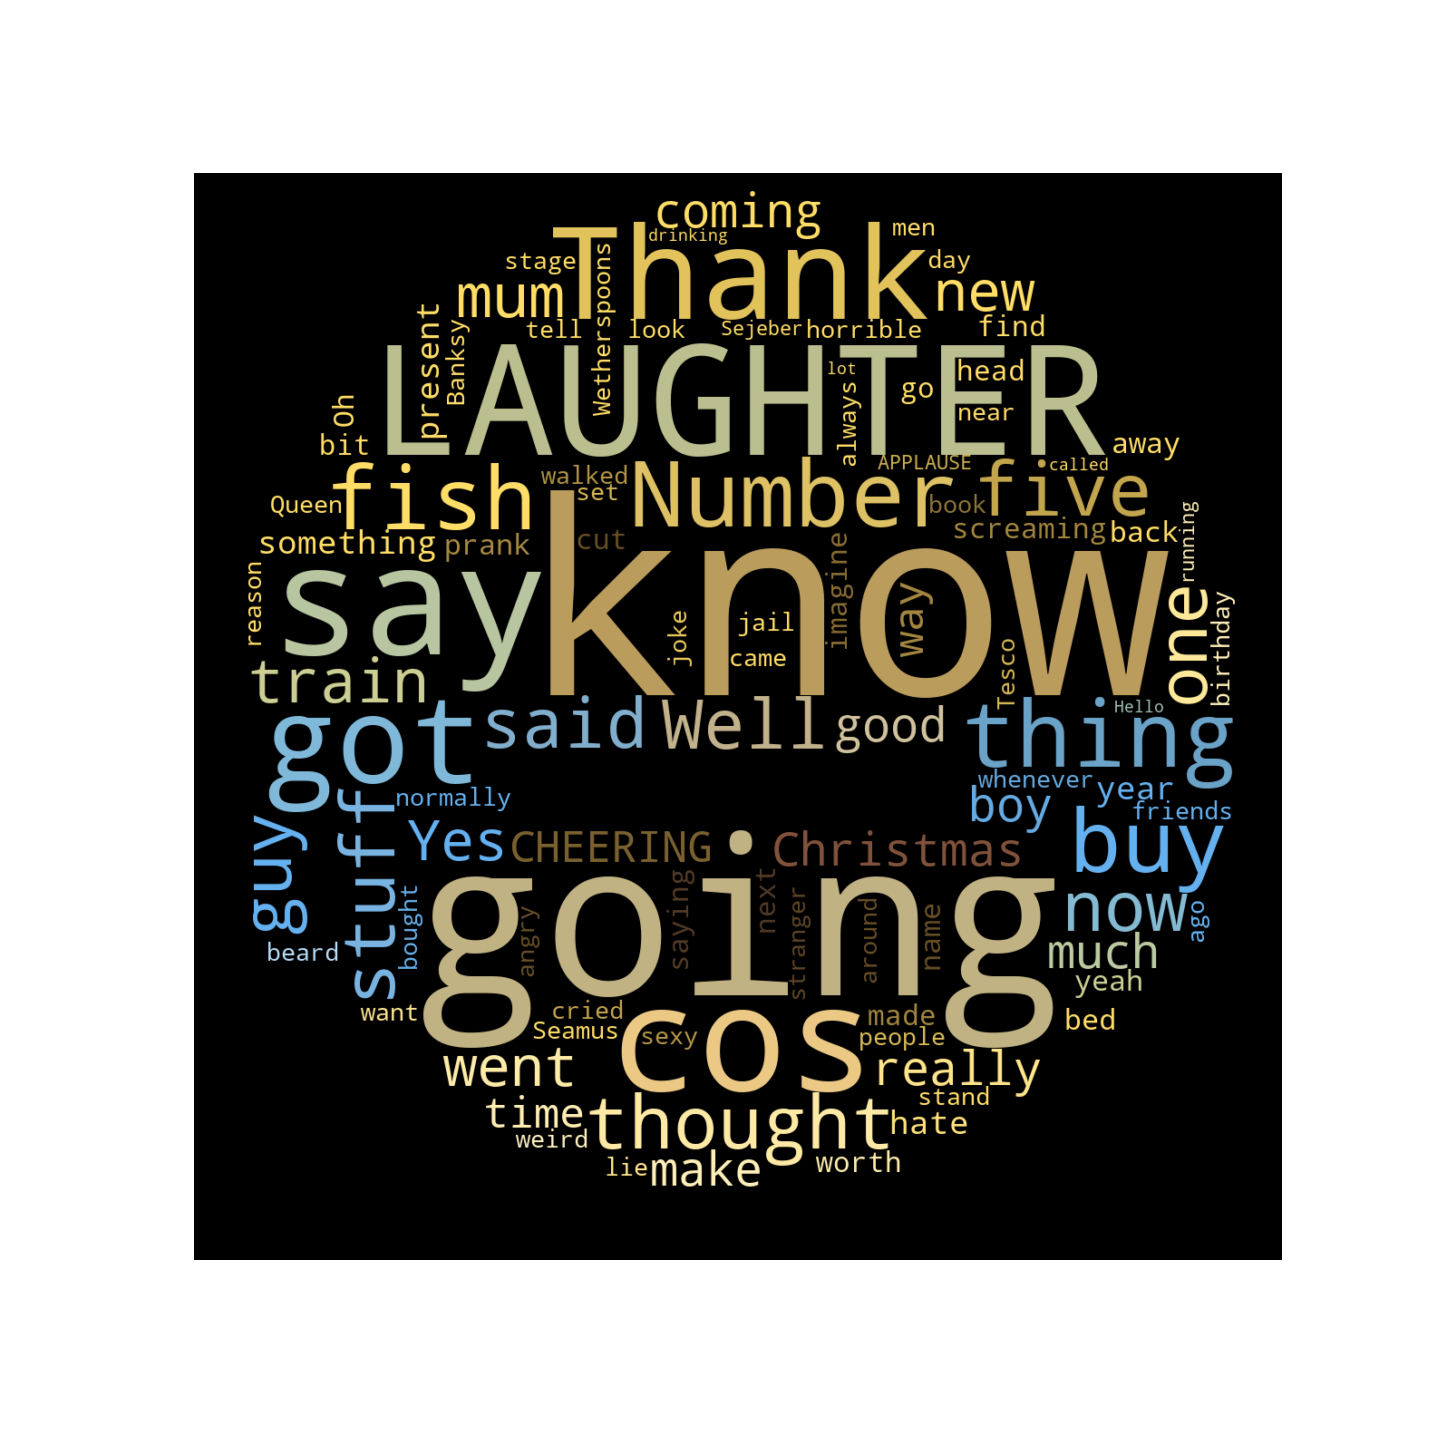 coming
men
drinking
Thank
stage
day
mum
new
Wetherspoons
present
Banksy
tell
look
Sejeber
horrible
find
LAUGHTER
lot
head
go
always
near
Oh
bit
away
APPLAUSE
called
fish
walked
set
Number
five
book
Queen
screaming
back
running
something
prank
cut
know
imagine
say
reason
way
joke
jail
came
Tesco
one
birthday
train
got
said
Well
good
thing
Hello
whenever
year
normally
boy
friends
stuff
guy
Yes
CHEERING
Christmas
buy
going
saying
next
stranger
around
name
angry
bought
now
ago
beard
much
yeah
want
cried
Seamus
sexy
cos
made
people
bed
went
really
stand
time
thought
hate
weird
lie
make
worth